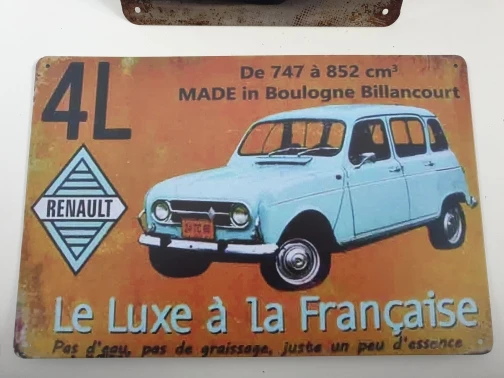 4L
De 747 à 852 cm³
MADE in Boulogne Billancourt
RENAULT
Le Luxe à la Française
Pas d'eau, pas de graissage, juste un peu d'essence